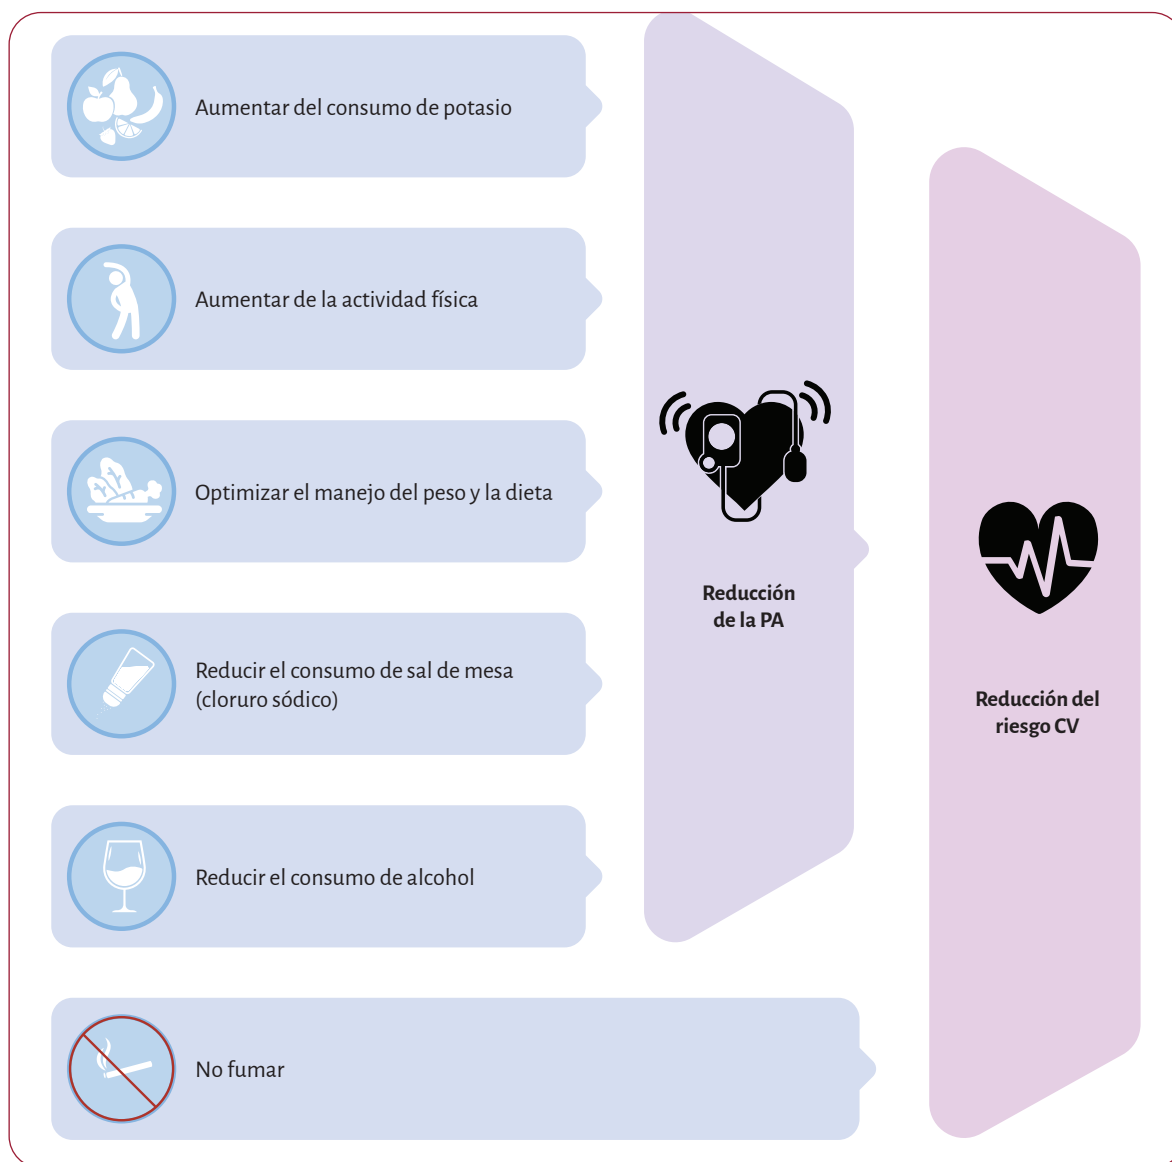 Aumentar del consumo de potasio
Aumentar de la actividad física
Optimizar el manejo del peso y la dieta
Reducir el consumo de sal de mesa
(cloruro sódico)
Reducir el consumo de alcohol
No fumar
Reducción
de la PA
Reducción del
riesgo CV